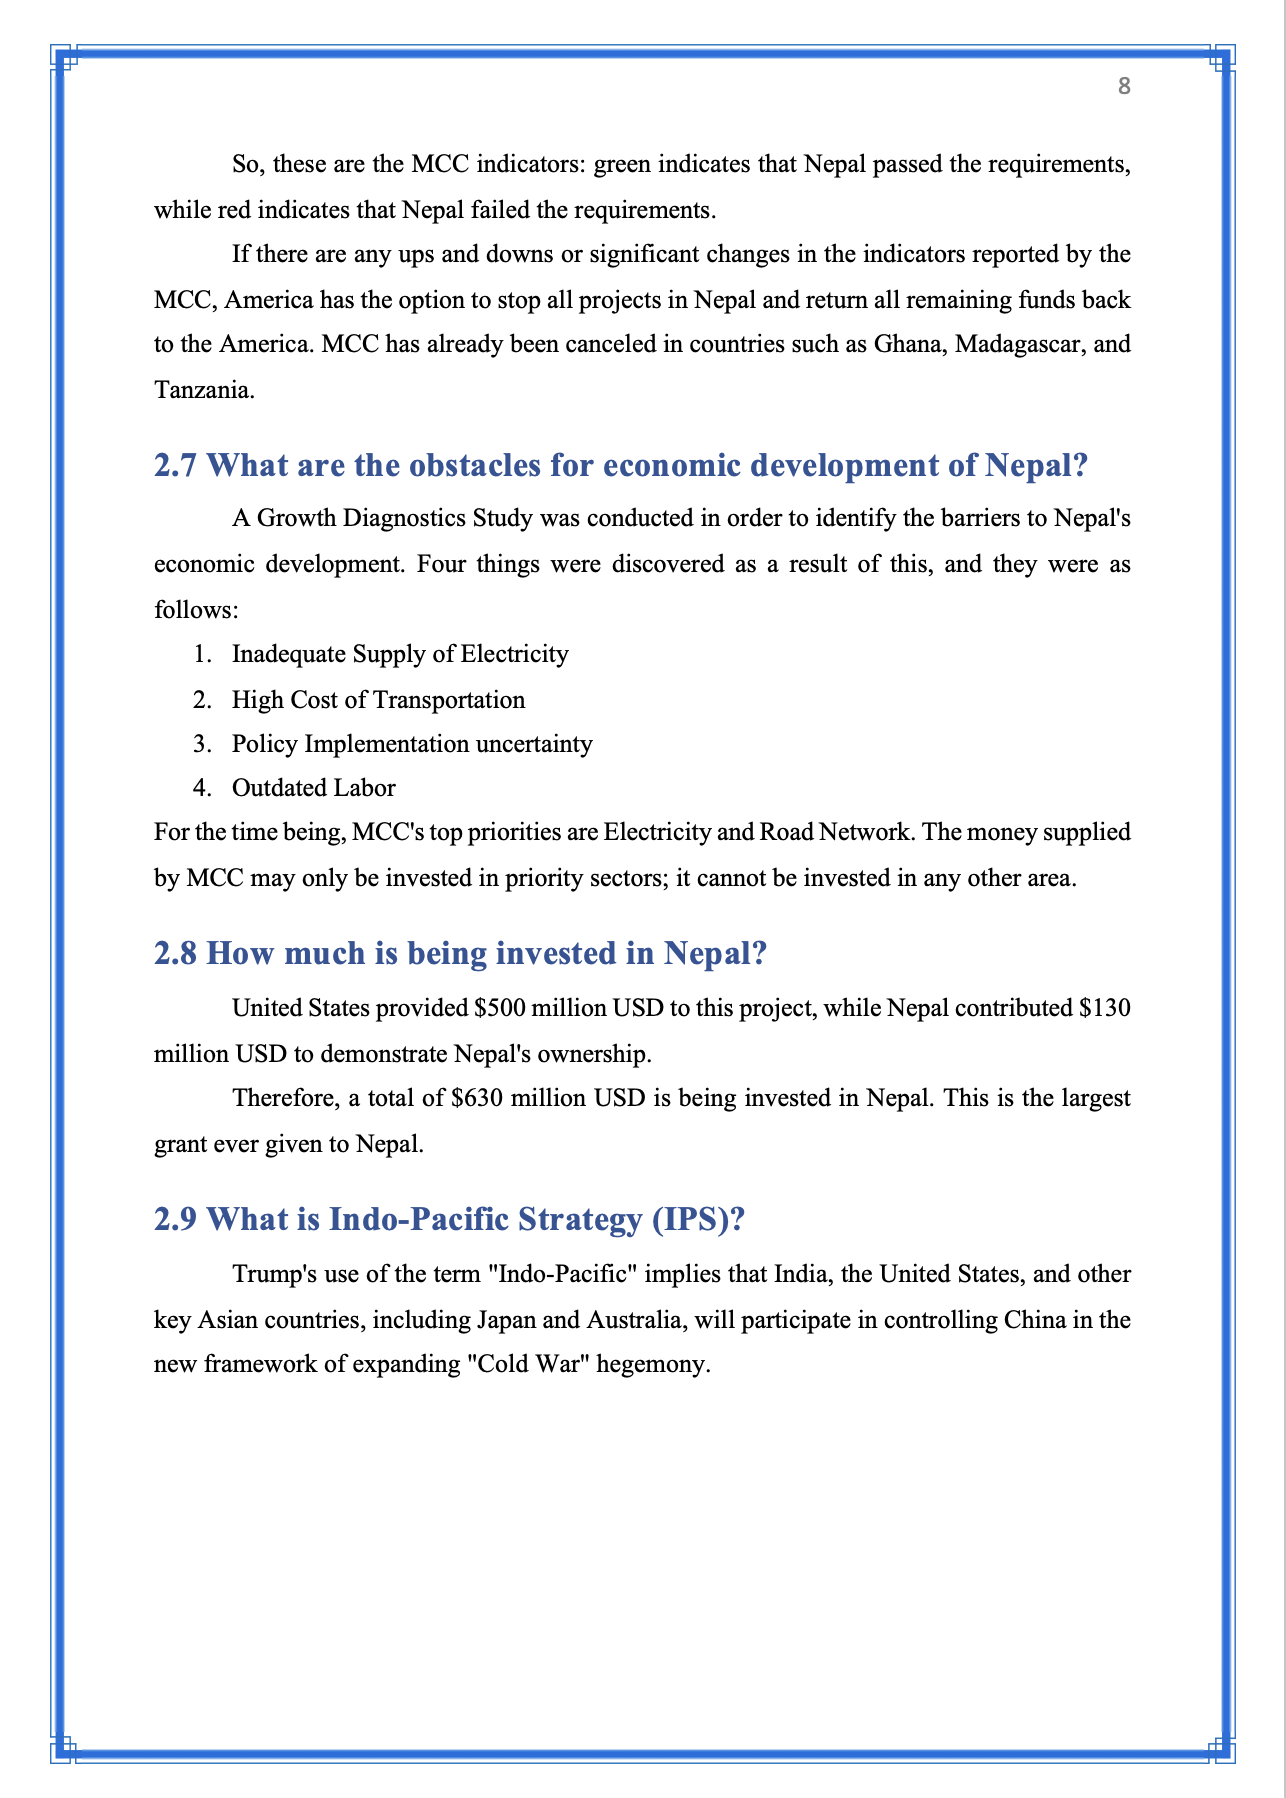 8
So, these are the MCC indicators: green indicates that Nepal passed the requirements,
while red indicates that Nepal failed the requirements.
If there are any ups and downs or significant changes in the indicators reported by the
MCC, America has the option to stop all projects in Nepal and return all remaining funds back
to the America. MCC has already been canceled in countries such as Ghana, Madagascar, and
Tanzania.
2.7 What are the obstacles for economic development of Nepal?
A Growth Diagnostics Study was conducted in order to identify the barriers to Nepal's
economic development. Four things were discovered as a result of this, and they were as
follows:
1. Inadequate Supply of Electricity
2. High Cost of Transportation
3. Policy Implementation uncertainty
4. Outdated Labor
For the time being, MCC's top priorities are Electricity and Road Network. The money supplied
by MCC may only be invested in priority sectors; it cannot be invested in any other area.
2.8 How much is being invested in Nepal?
United States provided $500 million USD to this project, while Nepal contributed $130
million USD to demonstrate Nepal's ownership.
Therefore, a total of $630 million USD is being invested in Nepal. This is the largest
grant ever given to Nepal.
2.9 What is Indo-Pacific Strategy (IPS)?
Trump's use of the term "Indo-Pacific" implies that India, the United States, and other
key Asian countries, including Japan and Australia, will participate in controlling China in the
new framework of expanding "Cold War" hegemony.